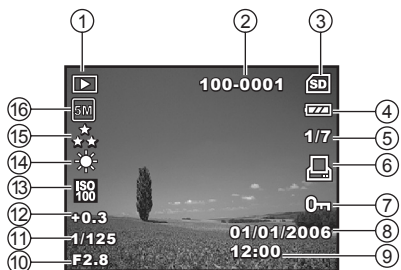 ① ② ③
100-0001 SD
⑯ 5M ④
⑮ 1/7 ⑤
⑭ ⑥
⑬ ISO 100
⑦
⑫ +0.3
⑪ 1/125 01/01/2006 ⑧
⑩ F2.8 12:00 ⑨